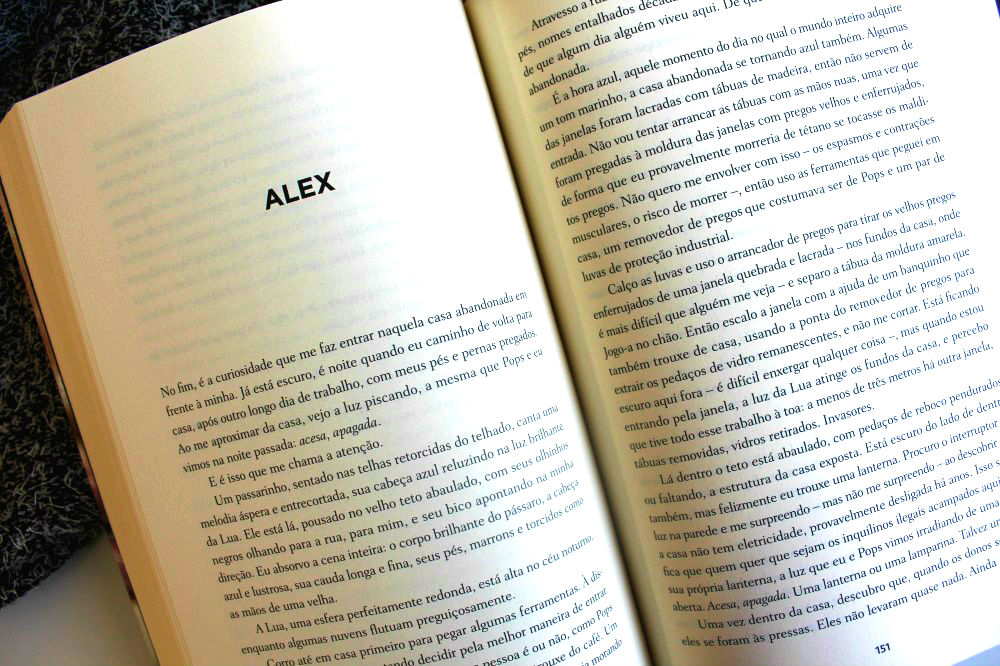 ALEX
No fim, é a curiosidade que me faz entrar naquela casa abandonada em
frente à minha. Já está escuro, é noite quando eu caminho de volta para
casa, após outro longo dia de trabalho, com meus pés e pernas pregados.
Ao me aproximar da casa, vejo a luz piscando, a mesma que Pops e eu
vimos na noite passada: acesa, apagada.
E é isso que me chama a atenção.
Um passarinho, sentado nas telhas retorcidas do telhado, canta uma
melodia áspera e entrecortada, sua cabeça azul reluzindo na luz brilhante
da Lua. Ele está lá, pousado no velho teto abaulado, com seus olhinhos
negros olhando para a rua, para mim, e seu bico apontando na minha
direção. Eu absorvo a cena inteira: o corpo brilhante do pássaro, a cabeça
azul e lustrosa, sua cauda longa e fina, seus pés, marrons e torcidos como
as mãos de uma velha.
A Lua, uma esfera perfeitamente redonda, está alta no céu noturno,
enquanto algumas nuvens flutuam preguiçosamente.
Corro até em casa primeiro para pegar algumas ferramentas. À dis-
tentando decidir pela melhor maneira de entrar
pessoa é ou não, como Pops
trouxe do café. Um
morando
Atravesso a
pés, nomes entalhados
de que algum dia alguém viveu aqui. De
abandonada.
É a hora azul, aquele momento do dia no qual o mundo inteiro adquire
um tom marinho, a casa abandonada se tornando azul também. Algumas
das janelas foram lacradas com tábuas de madeira, então não servem de
entrada. Não vou tentar arrancar as tábuas com as mãos nuas, uma vez que
foram pregadas à moldura das janelas com pregos velhos e enferrujados,
de forma que eu provavelmente morreria de tétano se tocasse os maldi-
tos pregos. Não quero me envolver com isso – os espasmos e contrações
musculares, o risco de morrer –, então uso as ferramentas que peguei em
casa, um removedor de pregos que costumava ser de Pops e um par de
luvas de proteção industrial.
Calço as luvas e uso o arrancador de pregos para tirar os velhos pregos
enferrujados de uma janela quebrada e lacrada – nos fundos da casa, onde
é mais difícil que alguém me veja – e separo a tábua da moldura amarela.
Jogo-a no chão. Então escalo a janela com a ajuda de um banquinho que
também trouxe de casa, usando a ponta do removedor de pregos para
extrair os pedaços de vidro remanescentes, e não me cortar. Está ficando
escuro aqui fora – é difícil enxergar qualquer coisa –, mas quando estou
entrando pela janela, a luz da Lua atinge os fundos da casa, e percebo
que tive todo esse trabalho à toa: a menos de três metros há outra janela,
tábuas removidas, vidros retirados. Invasores.
Lá dentro o teto está abaulado, com pedaços de reboco pendurados
ou faltando, a estrutura da casa exposta. Está escuro do lado de dentro
também, mas felizmente eu trouxe uma lanterna. Procuro o interruptor
luz na parede e me surpreendo – mas não me surpreendo – ao descobrir
a casa não tem eletricidade, provavelmente desligada há anos. Isso
fica que quem quer que sejam os inquilinos ilegais acampados aqui
sua própria lanterna, a luz que eu e Pops vimos irradiando de uma
aberta. Acesa, apagada. Uma lanterna ou uma lamparina. Talvez
Uma vez dentro da casa, descubro que, quando os donos
eles se foram às pressas. Eles não levaram quase nada. Ainda
151